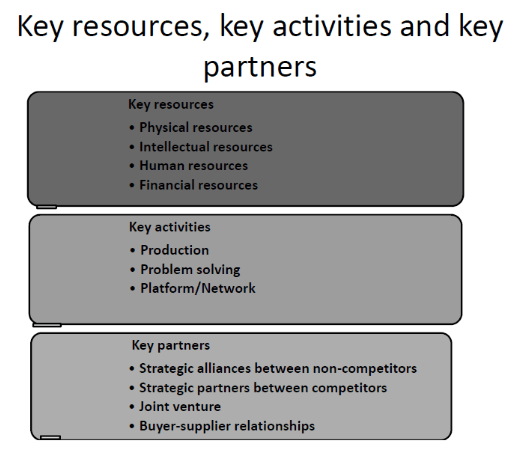 Key resources, key activities and key
partners
Key resources
• Physical resources
• Intellectual resources
• Human resources
• Financial resources
Key activities
• Production
• Problem solving
• Platform/Network
Key partners
• Strategic alliances between non-competitors
• Strategic partners between competitors
• Joint venture
• Buyer-supplier relationships